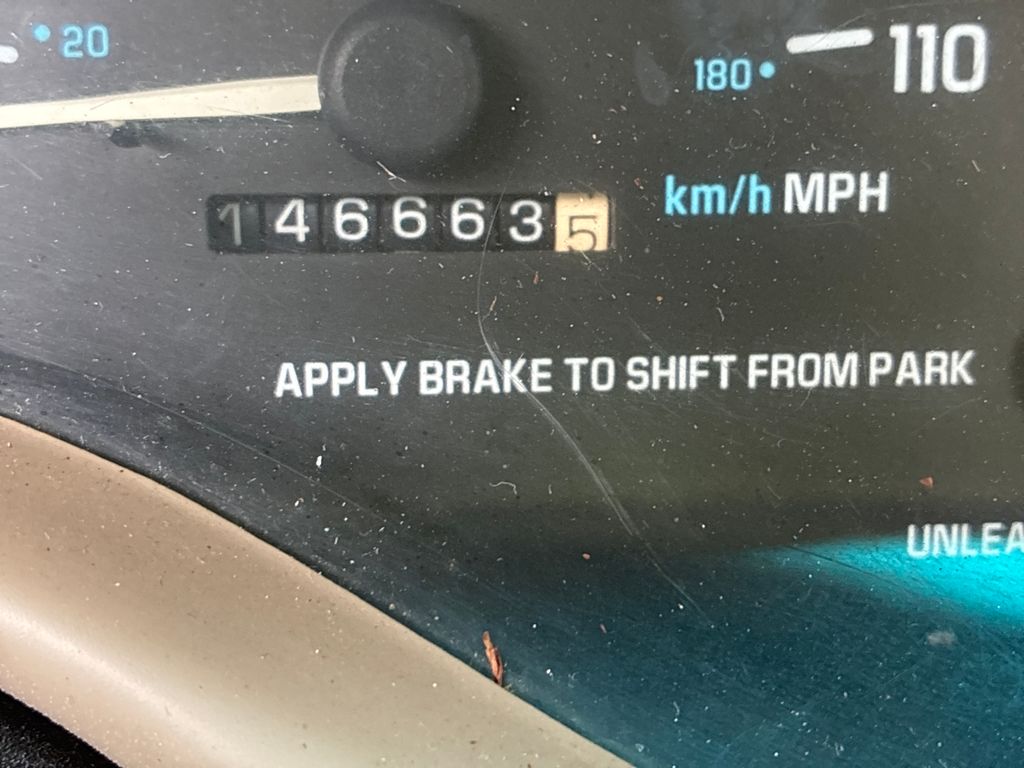 20
180 110
km/h MPH
1466635
APPLY BRAKE TO SHIFT FROM PARK
UNLEA